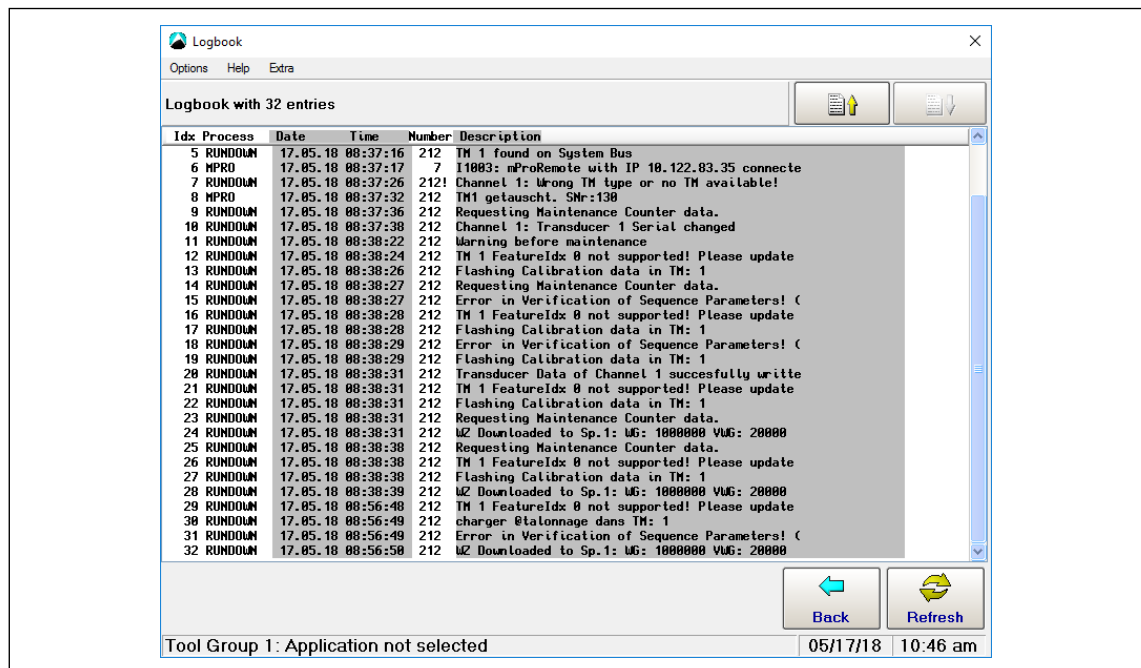 Logbook
Options Help Extra
Logbook with 32 entries
Idx Process Date Time Number Description
5 RUNDOWN 17.05.18 08:37:16 212 TM 1 found on System Bus
6 MPRO 17.05.18 08:37:17 7 I1003: mProRemote with IP 10.122.83.35 connecte
7 RUNDOWN 17.05.18 08:37:26 212! Channel 1: Wrong TM type or no TM available!
8 MPRO 17.05.18 08:37:32 212 TM1 getauscht. SNr:130
9 RUNDOWN 17.05.18 08:37:36 212 Requesting Maintenance Counter data.
10 RUNDOWN 17.05.18 08:37:38 212 Channel 1: Transducer 1 Serial changed
11 RUNDOWN 17.05.18 08:38:22 212 Warning before maintenance
12 RUNDOWN 17.05.18 08:38:24 212 TM 1 FeatureIdx 0 not supported! Please update
13 RUNDOWN 17.05.18 08:38:26 212 Flashing Calibration data in TM: 1
14 RUNDOWN 17.05.18 08:38:27 212 Requesting Maintenance Counter data.
15 RUNDOWN 17.05.18 08:38:27 212 Error in Verification of Sequence Parameters! (
16 RUNDOWN 17.05.18 08:38:28 212 TM 1 FeatureIdx 0 not supported! Please update
17 RUNDOWN 17.05.18 08:38:28 212 Flashing Calibration data in TM: 1
18 RUNDOWN 17.05.18 08:38:29 212 Error in Verification of Sequence Parameters! (
19 RUNDOWN 17.05.18 08:38:29 212 Flashing Calibration data in TM: 1
20 RUNDOWN 17.05.18 08:38:31 212 Transducer Data of Channel 1 succesfully writte
21 RUNDOWN 17.05.18 08:38:31 212 TM 1 FeatureIdx 0 not supported! Please update
22 RUNDOWN 17.05.18 08:38:31 212 Flashing Calibration data in TM: 1
23 RUNDOWN 17.05.18 08:38:31 212 Requesting Maintenance Counter data.
24 RUNDOWN 17.05.18 08:38:31 212 WZ Downloaded to Sp.1: WG: 1000000 VWG: 20000
25 RUNDOWN 17.05.18 08:38:38 212 Requesting Maintenance Counter data.
26 RUNDOWN 17.05.18 08:38:38 212 TM 1 FeatureIdx 0 not supported! Please update
27 RUNDOWN 17.05.18 08:38:38 212 Flashing Calibration data in TM: 1
28 RUNDOWN 17.05.18 08:38:39 212 WZ Downloaded to Sp.1: WG: 1000000 VWG: 20000
29 RUNDOWN 17.05.18 08:56:48 212 TM 1 FeatureIdx 0 not supported! Please update
30 RUNDOWN 17.05.18 08:56:49 212 charger @talonnage dans TM: 1
31 RUNDOWN 17.05.18 08:56:49 212 Error in Verification of Sequence Parameters! (
32 RUNDOWN 17.05.18 08:56:50 212 WZ Downloaded to Sp.1: WG: 1000000 VWG: 20000
Back Refresh
Tool Group 1: Application not selected 05/17/18 10:46 am